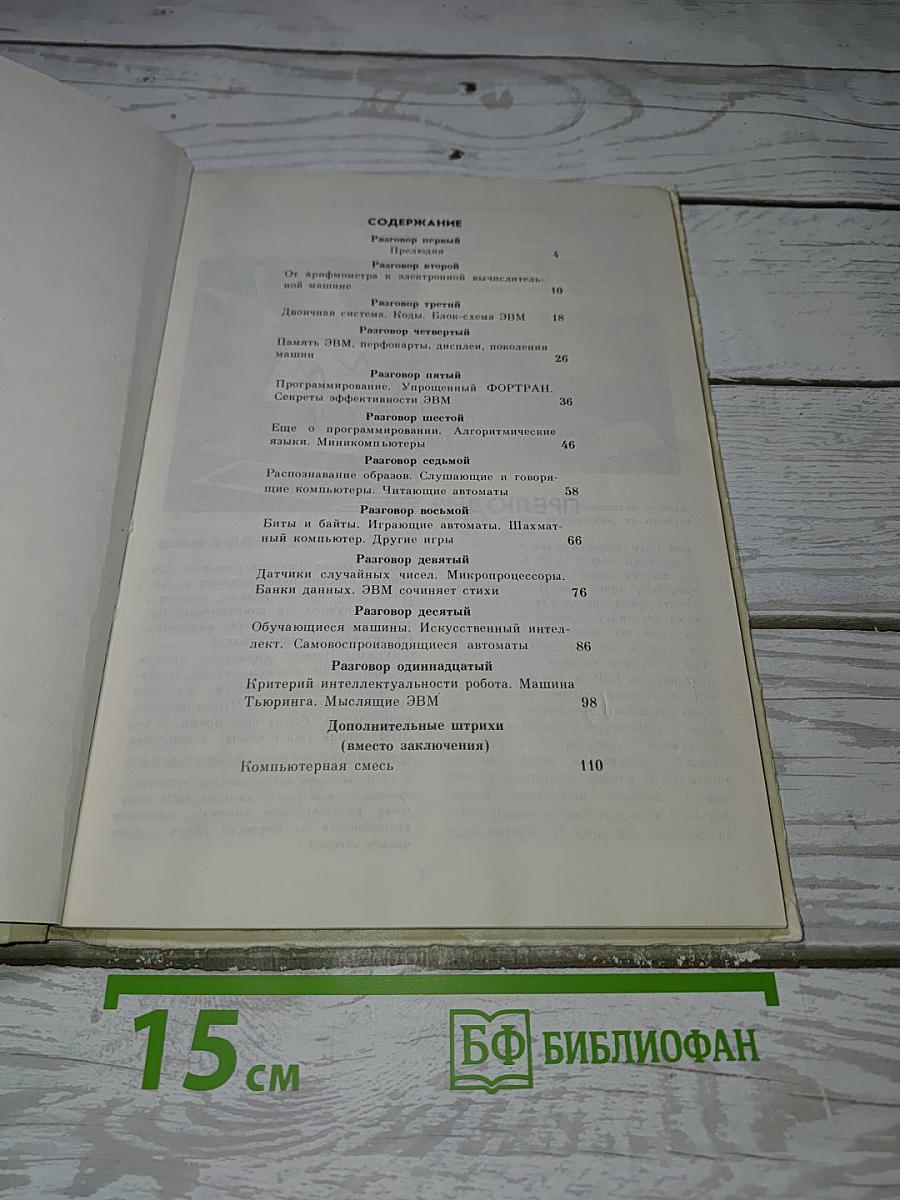 СОДЕРЖАНИЕ
Разговор первый
Прелюдия 4
Разговор второй
От арифмометра к электронной вычислитель-
ной машине 10
Разговор третий
Двоичная система. Коды. Блок-схема ЭВМ 18
Разговор четвертый
Память ЭВМ, перфокарты, дисплеи, поколения
машин 26
Разговор пятый
Программирование. Упрощенный ФОРТРАН.
Секреты эффективности ЭВМ 36
Разговор шестой
Еще о программировании. Алгоритмические
языки. Миникомпьютеры 46
Разговор седьмой
Распознавание образов. Слушающие и говоря-
щие компьютеры. Читающие автоматы 58
Разговор восьмой
Биты и байты. Играющие автоматы. Шахмат-
ный компьютер. Другие игры 66
Разговор девятый
Датчики случайных чисел. Микропроцессоры.
Банки данных. ЭВМ сочиняет стихи 76
Разговор десятый
Обучающиеся машины. Искусственный интел-
лект. Самовоспроизводящиеся автоматы 86
Разговор одиннадцатый
Критерий интеллектуальности робота. Машина
Тьюринга. Мыслящие ЭВМ 98
Дополнительные штрихи
(вместо заключения)
Компьютерная смесь 110
15 см
БФ БИБЛИОФАН